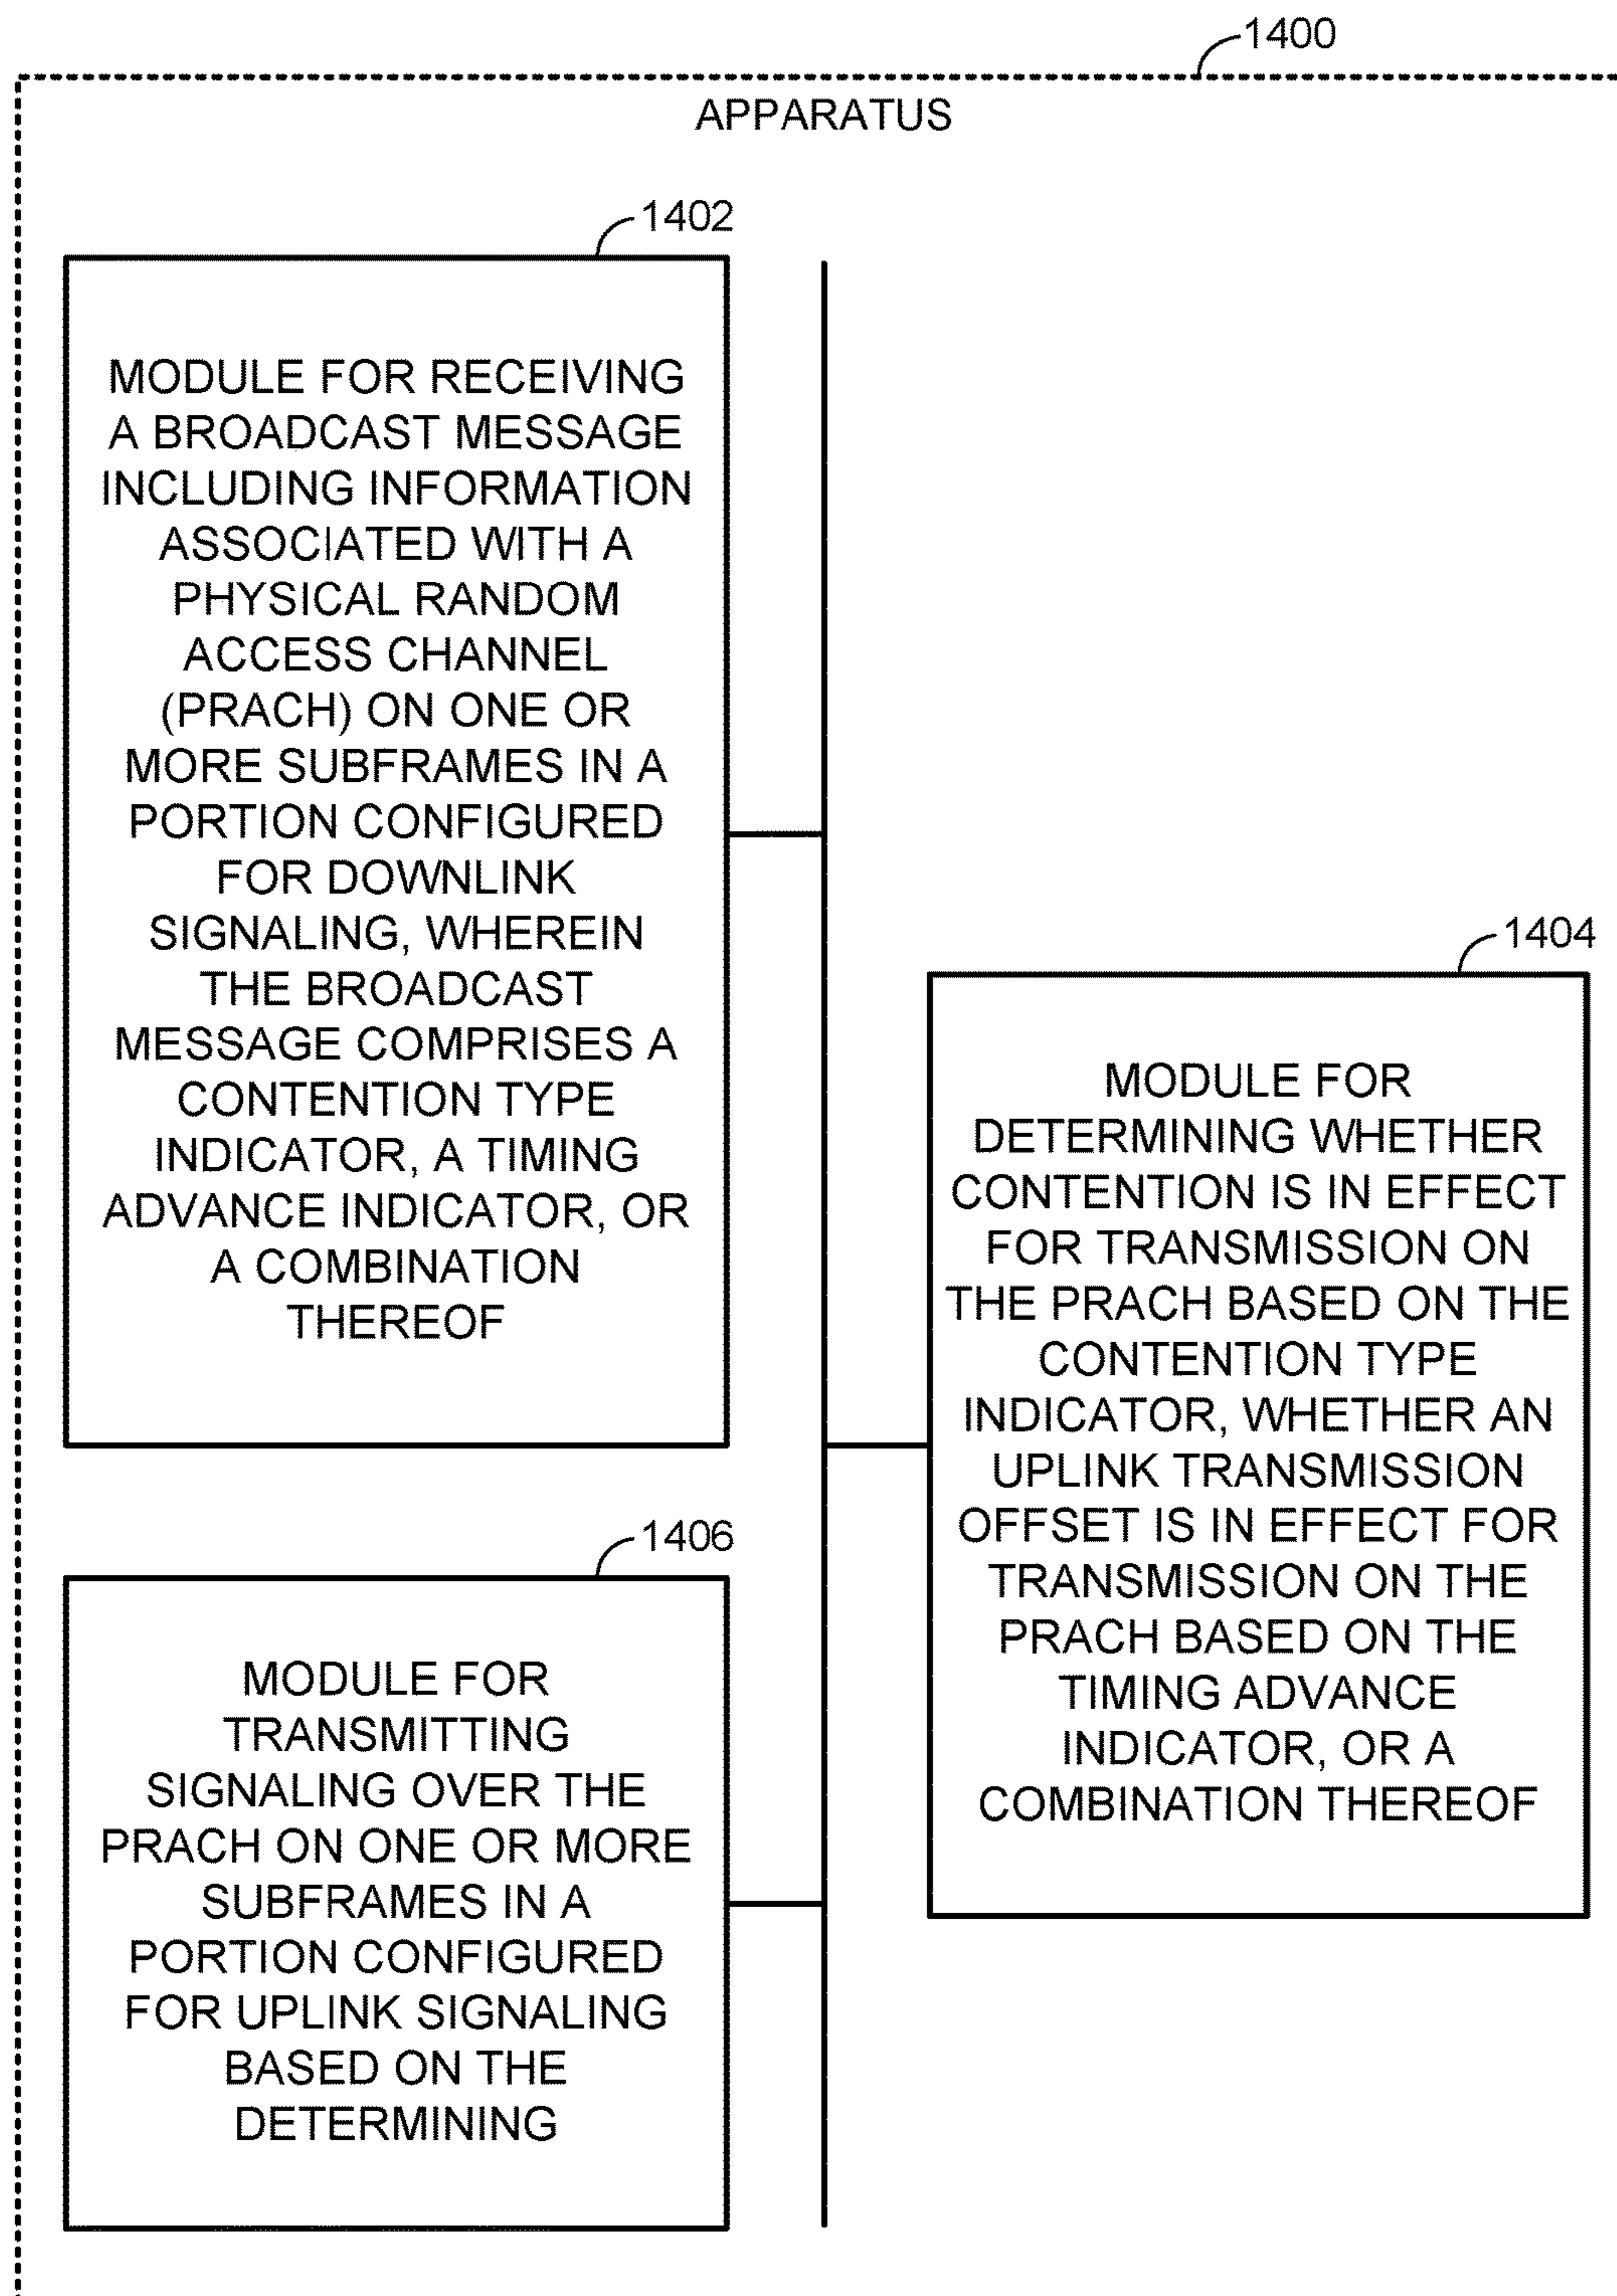 1400
APPARATUS
1402
MODULE FOR RECEIVING
A BROADCAST MESSAGE
INCLUDING INFORMATION
ASSOCIATED WITH A
PHYSICAL RANDOM
ACCESS CHANNEL
(PRACH) ON ONE OR
MORE SUBFRAMES IN A
PORTION CONFIGURED
FOR DOWNLINK
SIGNALING, WHEREIN
THE BROADCAST
MESSAGE COMPRISES A
CONTENTION TYPE
INDICATOR, A TIMING
ADVANCE INDICATOR, OR
A COMBINATION
THEREOF
1404
MODULE FOR
DETERMINING WHETHER
CONTENTION IS IN EFFECT
FOR TRANSMISSION ON
THE PRACH BASED ON THE
CONTENTION TYPE
INDICATOR, WHETHER AN
UPLINK TRANSMISSION
OFFSET IS IN EFFECT FOR
TRANSMISSION ON THE
PRACH BASED ON THE
TIMING ADVANCE
INDICATOR, OR A
COMBINATION THEREOF
1406
MODULE FOR
TRANSMITTING
SIGNALING OVER THE
PRACH ON ONE OR MORE
SUBFRAMES IN A
PORTION CONFIGURED
FOR UPLINK SIGNALING
BASED ON THE
DETERMINING